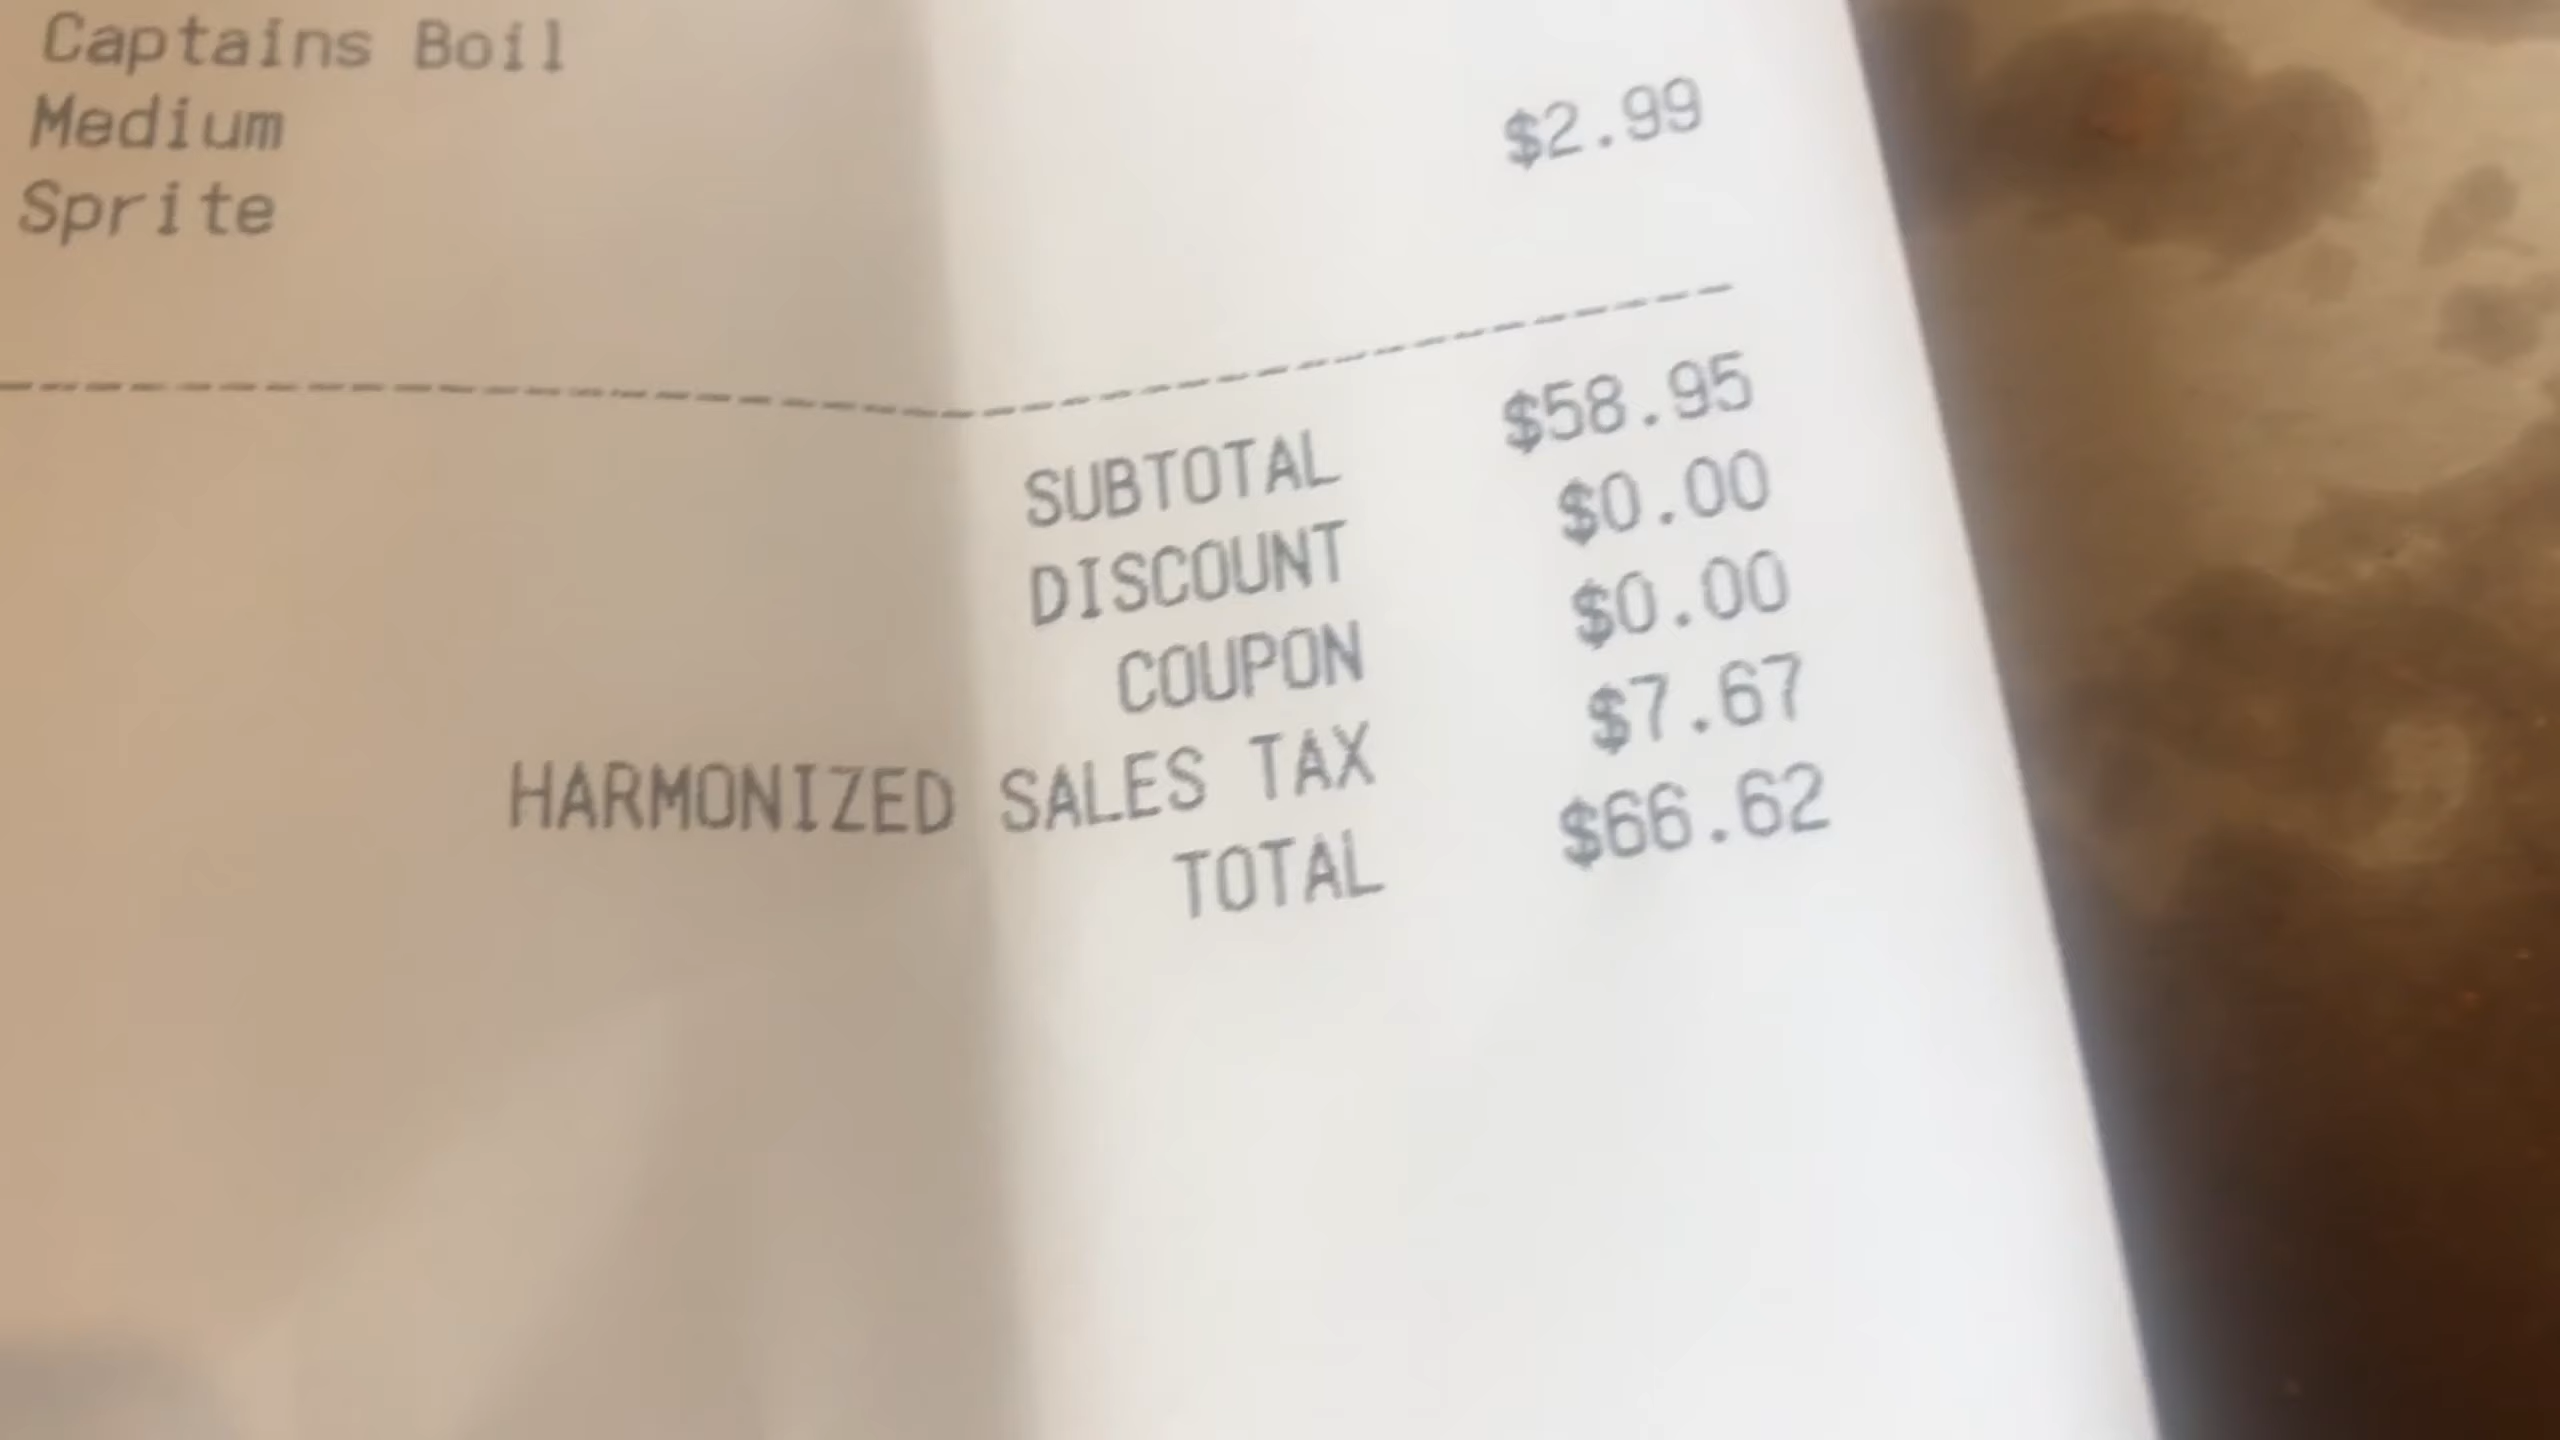 Captains Boil
Medium
Sprite $2.99
SUBTOTAL $58.95
DISCOUNT $0.00
COUPON $0.00
HARMONIZED SALES TAX $7.67
TOTAL $66.62